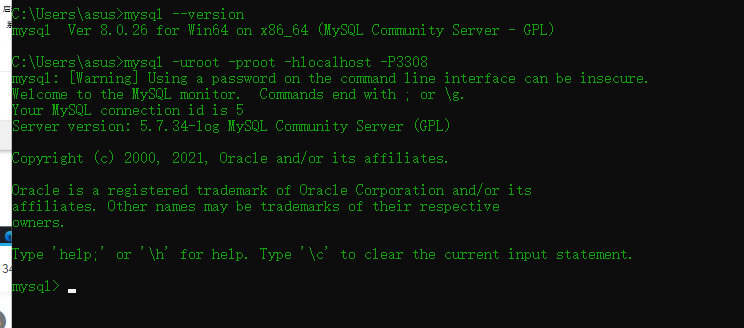 C:\Users\asus>mysql --version
mysql  Ver 8.0.26 for Win64 on x86_64 (MySQL Community Server - GPL)
C:\Users\asus>mysql -uroot -proot -hlocalhost -P3308
mysql: [Warning] Using a password on the command line interface can be insecure.
Welcome to the MySQL monitor.  Commands end with ; or \g.
Your MySQL connection id is 5
Server version: 5.7.34-log MySQL Community Server (GPL)
Copyright (c) 2000, 2021, Oracle and/or its affiliates.
Oracle is a registered trademark of Oracle Corporation and/or its
affiliates. Other names may be trademarks of their respective
owners.
Type 'help;' or '\h' for help. Type '\c' to clear the current input statement.
34
mysql>